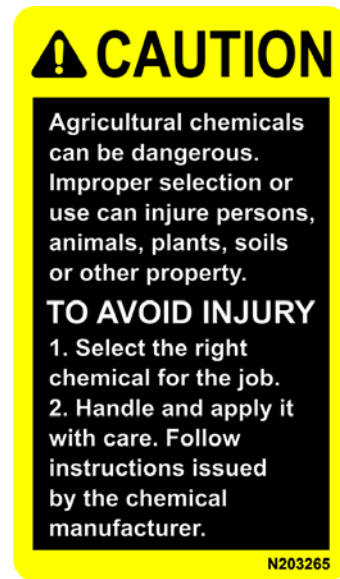 CAUTION
Agricultural chemicals
can be dangerous.
Improper selection or
use can injure persons,
animals, plants, soils
or other property.
TO AVOID INJURY
1. Select the right
chemical for the job.
2. Handle and apply it
with care. Follow
instructions issued
by the chemical
manufacturer.
N203265